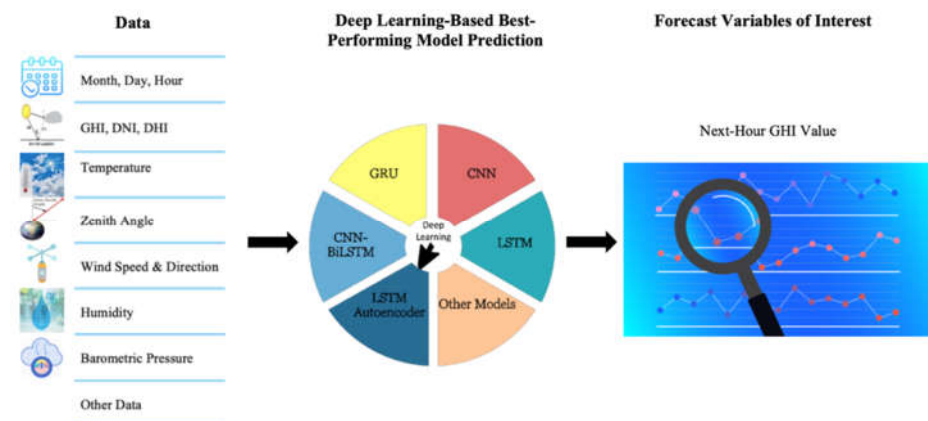 Data
Month, Day, Hour
GHI, DNI, DHI
Temperature
Zenith Angle
Wind Speed & Direction
Humidity
Barometric Pressure
Other Data
Deep Learning-Based Best-
Performing Model Prediction
GRU
CNN
CNN-
BiLSTM
Deep
Learning
LSTM
LSTM
Autoencoder
Other Models
Forecast Variables of Interest
Next-Hour GHI Value